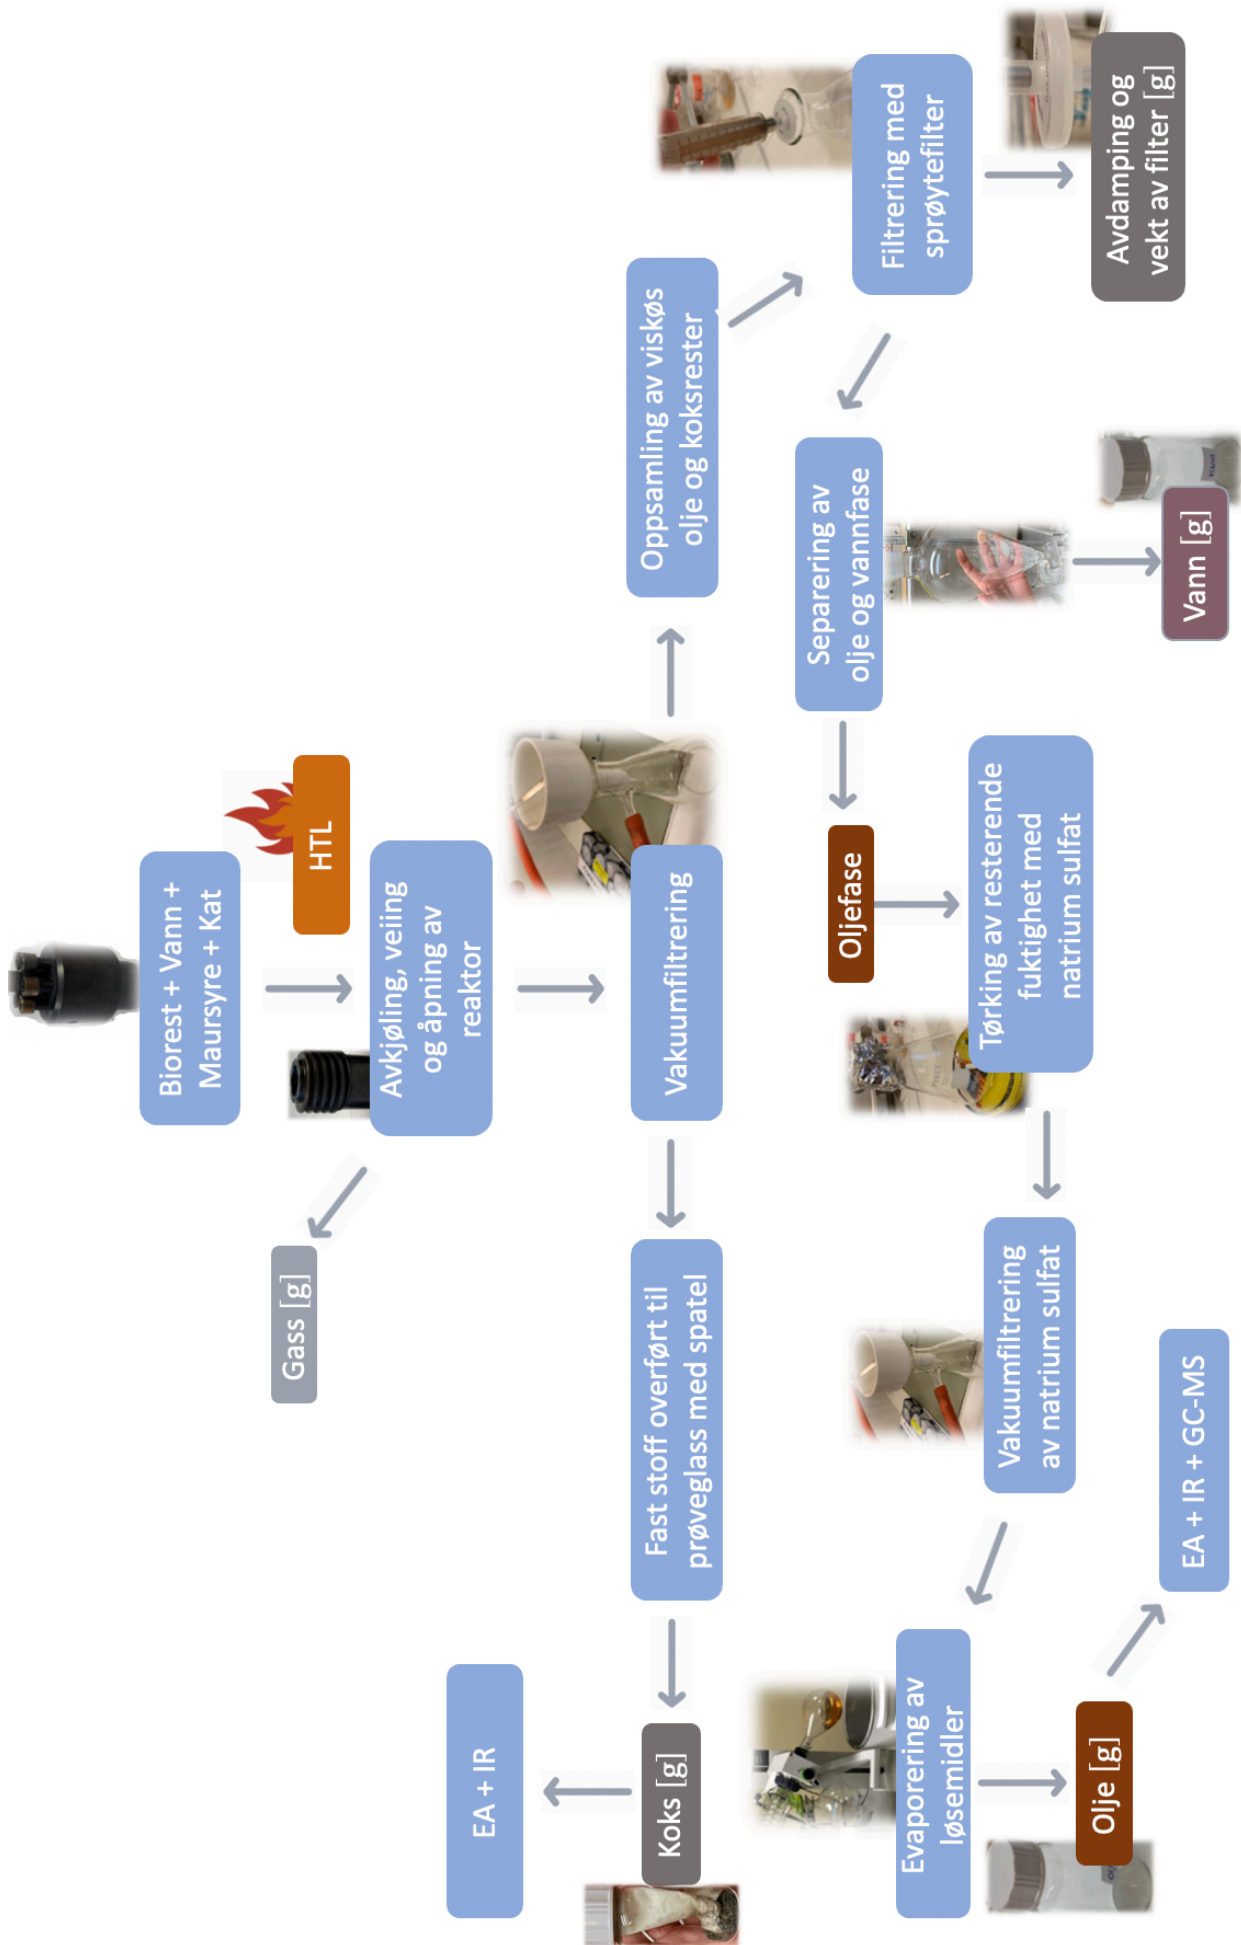 Biorest + Vann +
Maursyre + Kat
HTL
Avkjøling, veiing
og åpning av
reaktor
Gass [g]
Vakuumfiltrering
Fast stoff overført til
prøveglass med spatel
Koks [g]
EA + IR
Oppsamling av viskøs
olje og koksrester
Filtrering med
sprøytefilter
Avdamping og
vekt av filter [g]
Separering av
olje og vannfase
Vann [g]
Oljefase
Tørking av resterende
fuktighet med
natrium sulfat
Vakuumfiltrering
av natrium sulfat
Evaporering av
løsemidler
Olje [g]
EA + IR + GC-MS